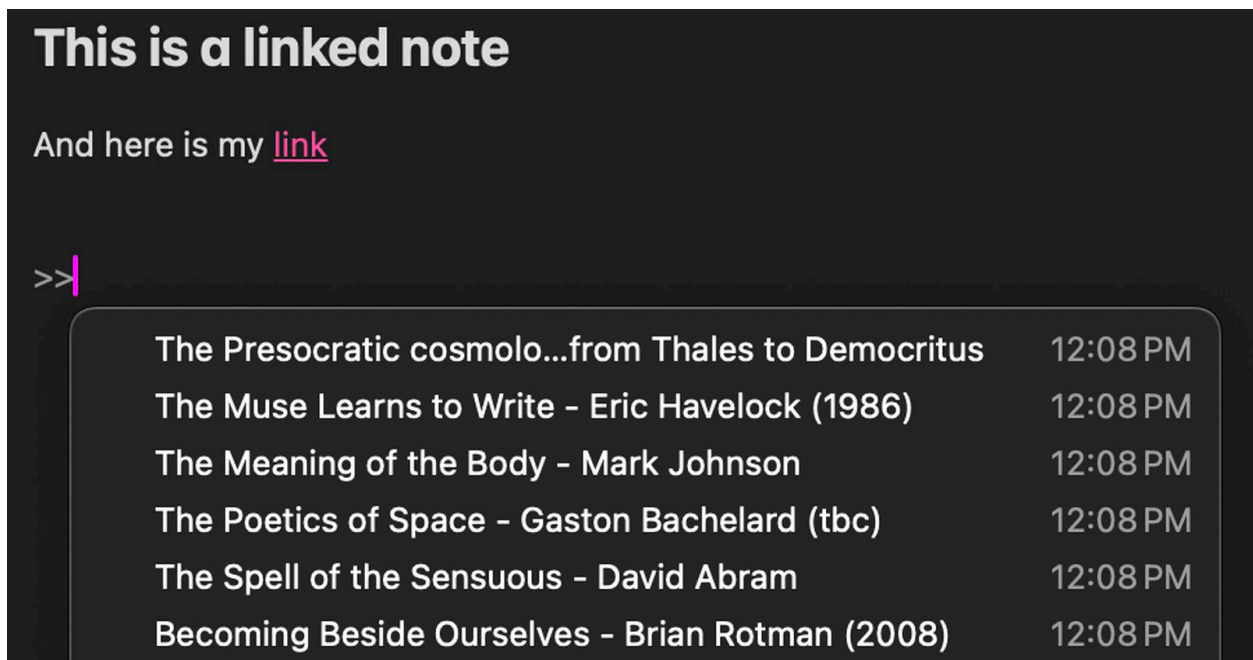 This is a linked note
And here is my link
>>
The Presocratic cosmolo...from Thales to Democritus 12:08 PM
The Muse Learns to Write - Eric Havelock (1986) 12:08 PM
The Meaning of the Body - Mark Johnson 12:08 PM
The Poetics of Space - Gaston Bachelard (tbc) 12:08 PM
The Spell of the Sensuous - David Abram 12:08 PM
Becoming Beside Ourselves - Brian Rotman (2008) 12:08 PM